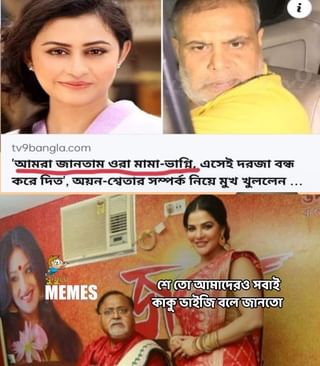 tv9bangla.com
'আমরা জানতাম ওরা মামা-ভাগ্নি, এসেই দরজা বন্ধ
করে দিত', অয়ন-শ্বেতার সম্পর্ক নিয়ে মুখ খুললেন ...
MEMES
শে তো আমাদেরও সবাই
কাকু ভাইজি বলে জানতো